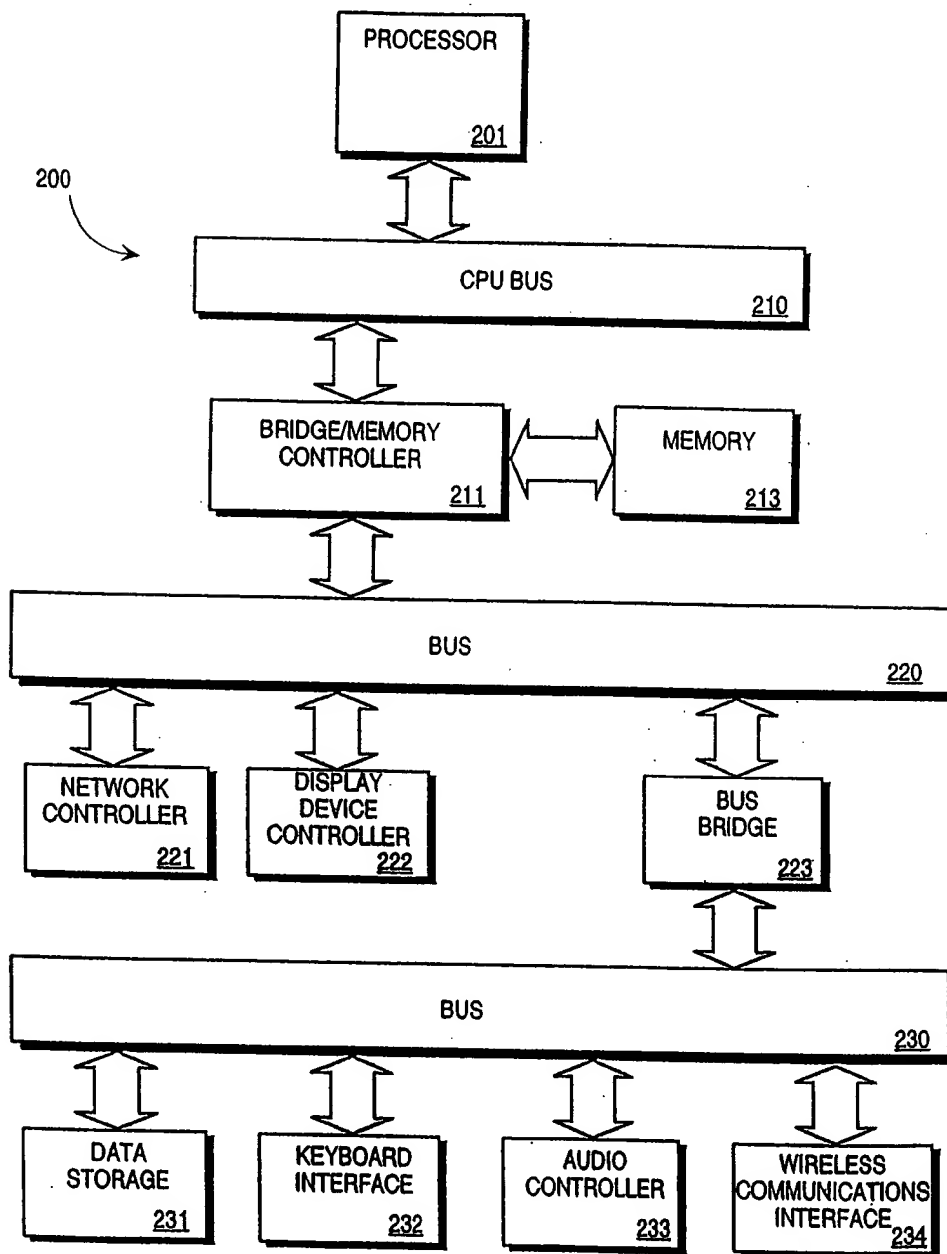 PROCESSOR
201
200
CPU BUS
210
BRIDGE/MEMORY
CONTROLLER
211
MEMORY
213
BUS
220
NETWORK
CONTROLLER
221
DISPLAY
DEVICE
CONTROLLER
222
BUS
BRIDGE
223
BUS
230
DATA
STORAGE
231
KEYBOARD
INTERFACE
232
AUDIO
CONTROLLER
233
WIRELESS
COMMUNICATIONS
INTERFACE
234